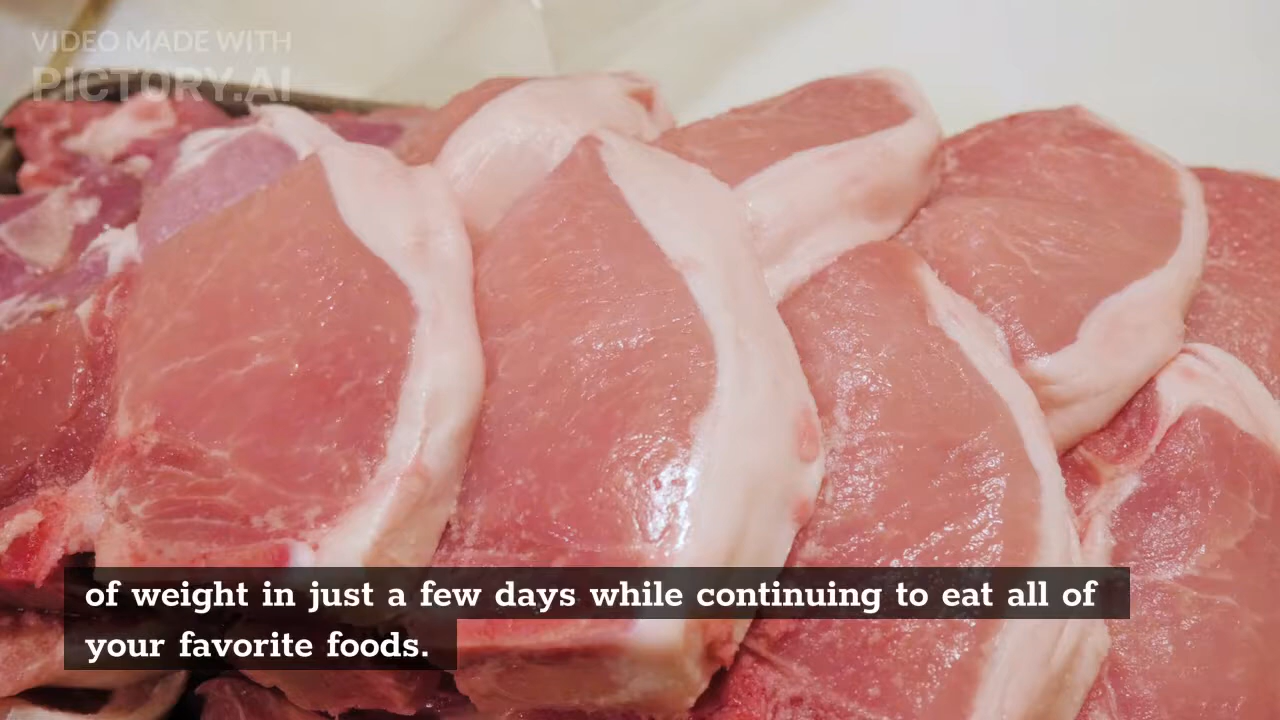 VIDEO MADE WITH
PICTORY.AI
of weight in just a few days while continuing to eat all of
your favorite foods.